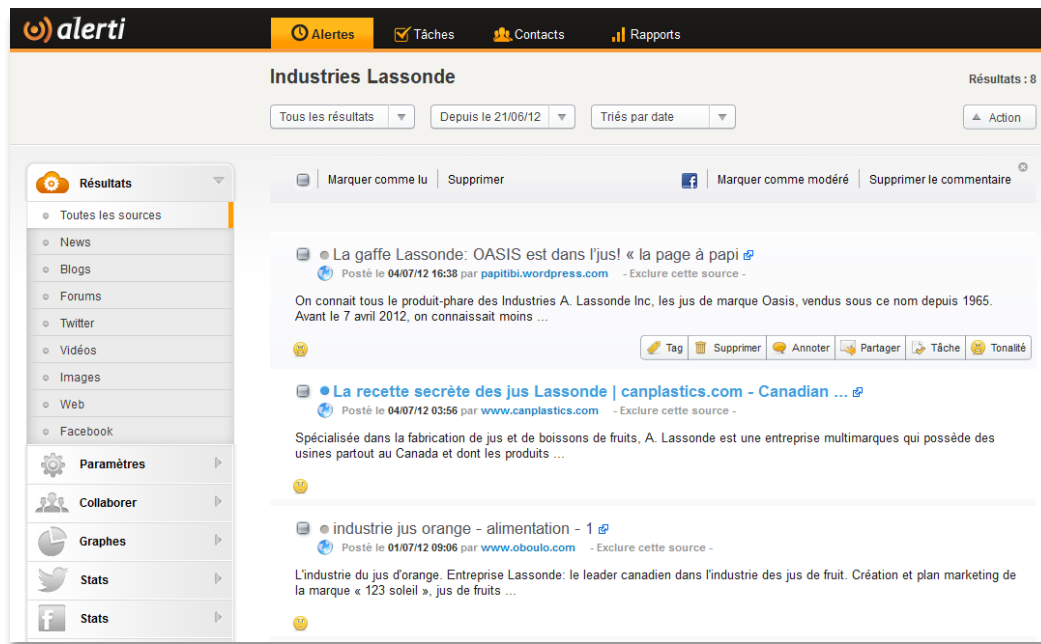 alerti
Alertes
Tâches
Contacts
Rapports
Industries Lassonde
Résultats : 8
Tous les résultats
Depuis le 21/06/12
Triés par date
Action
Résultats
Toutes les sources
News
Blogs
Forums
Twitter
Vidéos
Images
Web
Facebook
Paramètres
Collaborer
Graphes
Stats
Stats
Marquer comme lu
Supprimer
Marquer comme modéré
Supprimer le commentaire
La gaffe Lassonde: OASIS est dans l'jus! « la page à papi
Posté le 04/07/12 16:38 par papitibi.wordpress.com - Exclure cette source -
On connait tous le produit-phare des Industries A. Lassonde Inc, les jus de marque Oasis, vendus sous ce nom depuis 1965.
Avant le 7 avril 2012, on connaissait moins ...
Tag
Supprimer
Annoter
Partager
Tâche
Tonalité
La recette secrète des jus Lassonde | canplastics.com - Canadian ...
Posté le 04/07/12 03:56 par www.canplastics.com - Exclure cette source -
Spécialisée dans la fabrication de jus et de boissons de fruits, A. Lassonde est une entreprise multimarques qui possède des
usines partout au Canada et dont les produits ...
industrie jus orange - alimentation - 1
Posté le 01/07/12 09:06 par www.oboulo.com - Exclure cette source -
L'industrie du jus d'orange. Entreprise Lassonde: le leader canadien dans l'industrie des jus de fruit. Création et plan marketing de
la marque « 123 soleil », jus de fruits ...